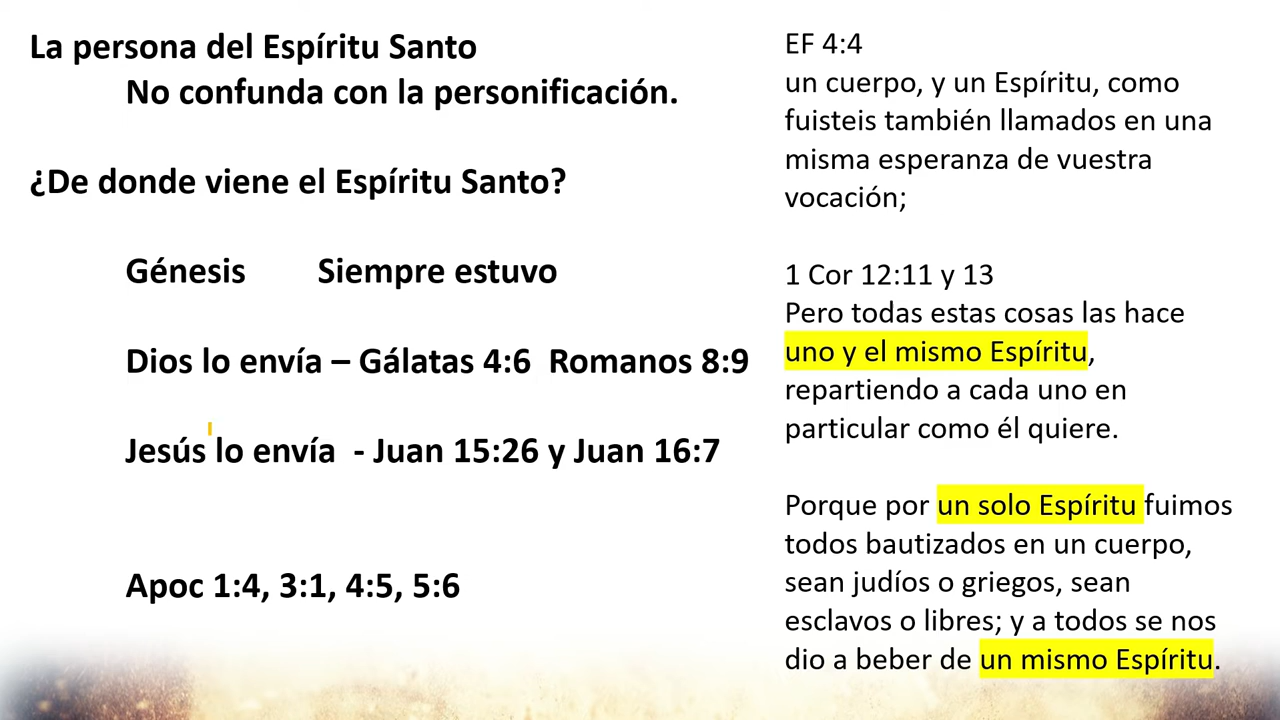 La persona del Espíritu Santo
No confunda con la personificación.
¿De donde viene el Espíritu Santo?
Génesis Siempre estuvo
Dios lo envía – Gálatas 4:6 Romanos 8:9
Jesús lo envía - Juan 15:26 y Juan 16:7
Apoc 1:4, 3:1, 4:5, 5:6
EF 4:4
un cuerpo, y un Espíritu, como
fuisteis también llamados en una
misma esperanza de vuestra
vocación;
1 Cor 12:11 y 13
Pero todas estas cosas las hace
uno y el mismo Espíritu,
repartiendo a cada uno en
particular como él quiere.
Porque por un solo Espíritu fuimos
todos bautizados en un cuerpo,
sean judíos o griegos, sean
esclavos o libres; y a todos se nos
dio a beber de un mismo Espíritu.